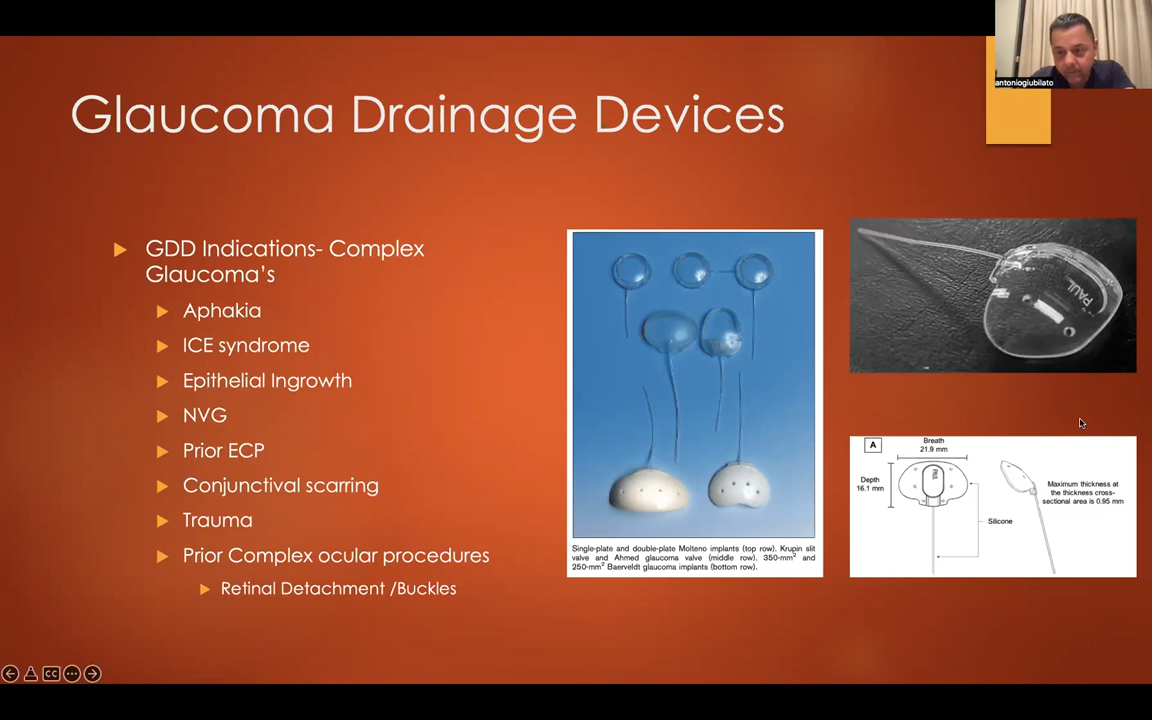 antoniogiubilato
Glaucoma Drainage Devices
GDD Indications- Complex
Glaucoma's
Aphakia
ICE syndrome
Epithelial Ingrowth
NVG
Prior ECP
Conjunctival scarring
Trauma
Prior Complex ocular procedures
Retinal Detachment /Buckles
Single-plate and double-plate Molteno implants (top row). Krupin slit
valve and Ahmed glaucoma valve (middle row). 350-mm² and
250-mm² Baerveldt glaucoma implants (bottom row).
PAUL
A
Breath
21.9 mm
Depth
16.1 mm
PAUL
Silicone
Maximum thickness at
the thickness cross-
sectional area is 0.95 mm
CC